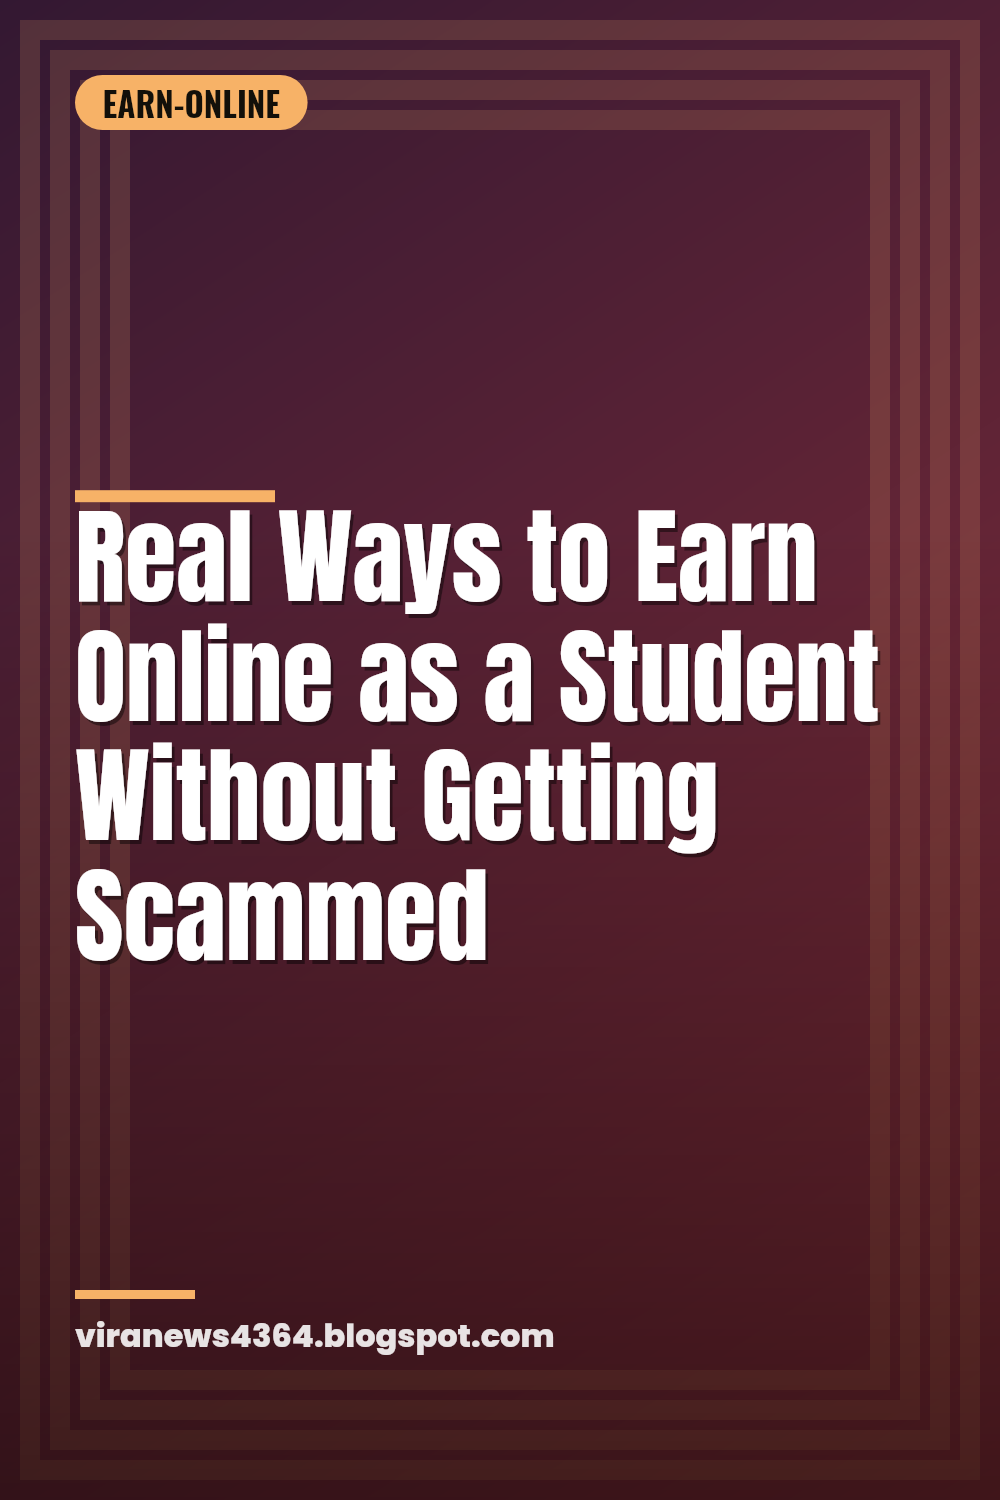 EARN-ONLINE
Real Ways to Earn
Online as a Student
Without Getting
Scammed
viranews4364.blogspot.com